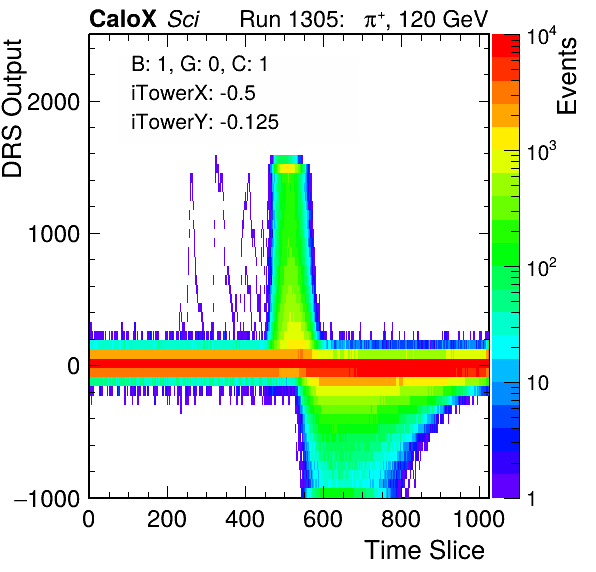 CaloX Sci Run 1305: π⁺, 120 GeV
B: 1, G: 0, C: 1
iTowerX: -0.5
iTowerY: -0.125
DRS Output
2000
1000
0
−1000
0 200 400 600 800 1000
Time Slice
Events
10⁴
10³
10²
10
1